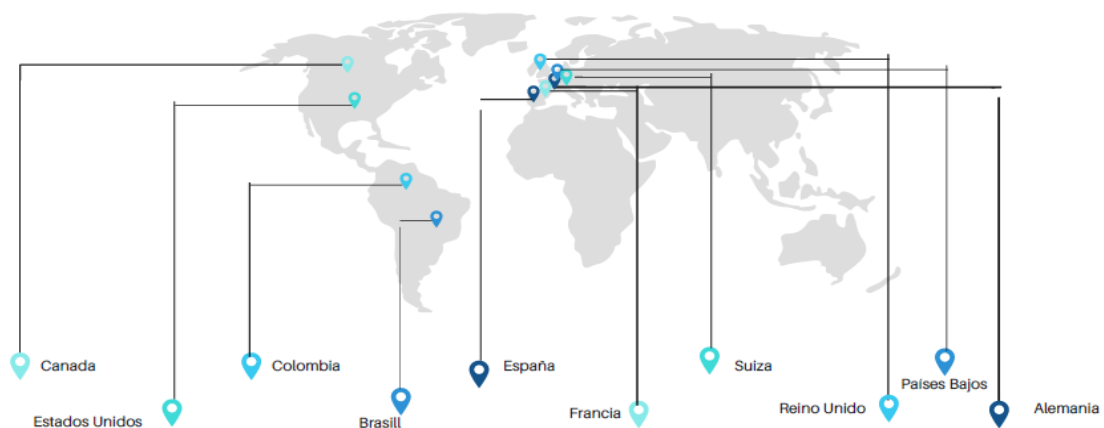 Canada
Estados Unidos
Colombia
Brasill
España
Francia
Suiza
Reino Unido
Países Bajos
Alemania